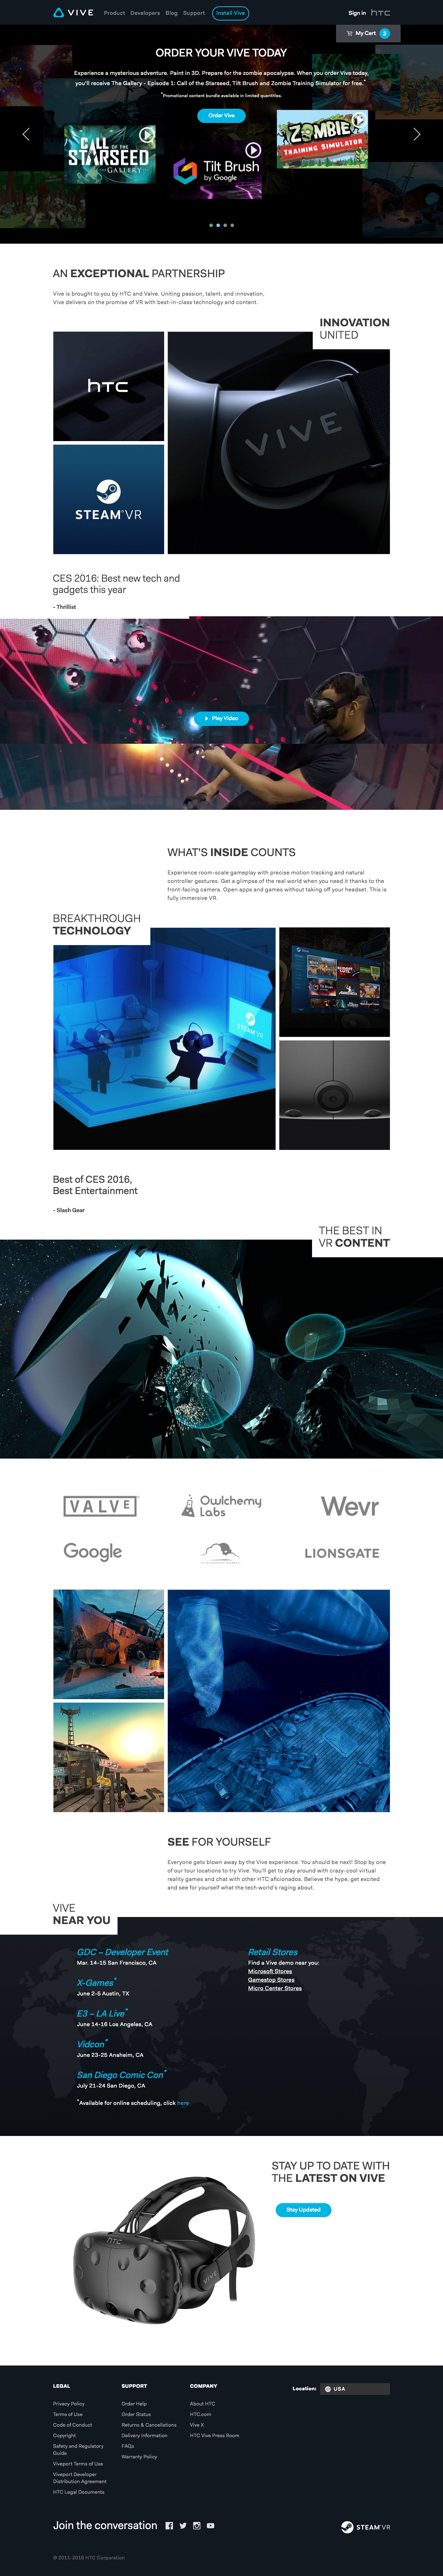 VIVE
Product Developers Blog Support Install Vive
Sign in hTC
My Cart 3
ORDER YOUR VIVE TODAY
Experience a mysterious adventure. Paint in 3D. Prepare for the zombie apocalypse. When you order Vive today,
you'll receive The Gallery - Episode 1: Call of the Starseed, Tilt Brush and Zombie Training Simulator for free.*
*Promotional content bundle available in limited quantities.
Order Vive
CALL OF THE
STARSEED
THE GALLERY
Tilt Brush
by Google
ZOMBIE
TRAINING SIMULATOR
AN EXCEPTIONAL PARTNERSHIP
Vive is brought to you by HTC and Valve. Uniting passion, talent, and innovation,
Vive delivers on the promise of VR with best-in-class technology and content.
INNOVATION
UNITED
hTC
VIVE
STEAM®VR
CES 2016: Best new tech and
gadgets this year
- Thrillist
Play Video
WHAT'S INSIDE COUNTS
Experience room-scale gameplay with precise motion tracking and natural
controller gestures. Get a glimpse of the real world when you need it thanks to the
front-facing camera. Open apps and games without taking off your headset. This is
fully immersive VR.
BREAKTHROUGH
TECHNOLOGY
STEAM®VR
Best of CES 2016,
Best Entertainment
- Slash Gear
THE BEST IN
VR CONTENT
VALVE
Owlchemy
Labs
Wevr
Google
LIONSGATE
SEE FOR YOURSELF
Everyone gets blown away by the Vive experience. You should be next! Stop by one
of our tour locations to try Vive. You'll get to play around with crazy-cool virtual
reality games and chat with other HTC aficionados. Believe the hype, get excited
and see for yourself what the tech world's raging about.
VIVE
NEAR YOU
GDC – Developer Event
Mar. 14-15 San Francisco, CA
X-Games*
June 2-5 Austin, TX
E3 – LA Live*
June 14-16 Los Angeles, CA
Vidcon*
June 23-25 Anaheim, CA
San Diego Comic Con*
July 21-24 San Diego, CA
*Available for online scheduling, click here
Retail Stores
Find a Vive demo near you:
Microsoft Stores
Gamestop Stores
Micro Center Stores
STAY UP TO DATE WITH
THE LATEST ON VIVE
Stay Updated
hTC
VIVE
LEGAL
Privacy Policy
Terms of Use
Code of Conduct
Copyright
Safety and Regulatory
Guide
Viveport Terms of Use
Viveport Developer
Distribution Agreement
HTC Legal Documents
SUPPORT
Order Help
Order Status
Returns & Cancellations
Delivery Information
FAQs
Warranty Policy
COMPANY
About HTC
HTC.com
Vive X
HTC Vive Press Room
Location: USA
Join the conversation
STEAM®VR
© 2011-2016 HTC Corporation